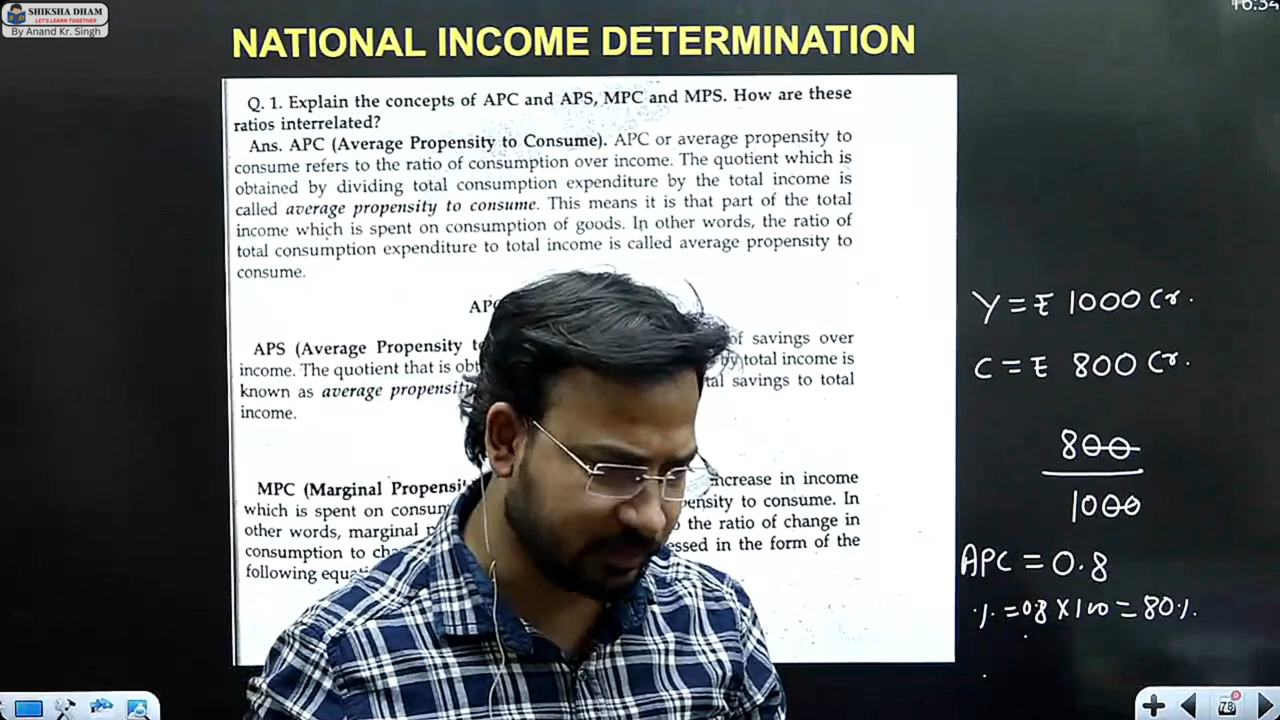 SHIKSHA DHAM
LET'S LEARN TOGETHER
By Anand Kr. Singh
NATIONAL INCOME DETERMINATION
Q. 1. Explain the concepts of APC and APS, MPC and MPS. How are these
ratios interrelated?
Ans. APC (Average Propensity to Consume). APC or average propensity to
consume refers to the ratio of consumption over income. The quotient which is
obtained by dividing total consumption expenditure by the total income is
called average propensity to consume. This means it is that part of the total
income which is spent on consumption of goods. In other words, the ratio of
total consumption expenditure to total income is called average propensity to
consume.
APS (Average Propensity of savings over
income. The quotient that is by total income is
known as average savings to total
income.
MPC (Marginal increase in income
which is spent on to consume. In
other words, marginal the ratio of change in
consumption to in the form of the
following
Y = ₹ 1000 Cr.
C = ₹ 800 Cr.
800
1000
APC = 0.8
% = 0.8 X 100 = 80%
78